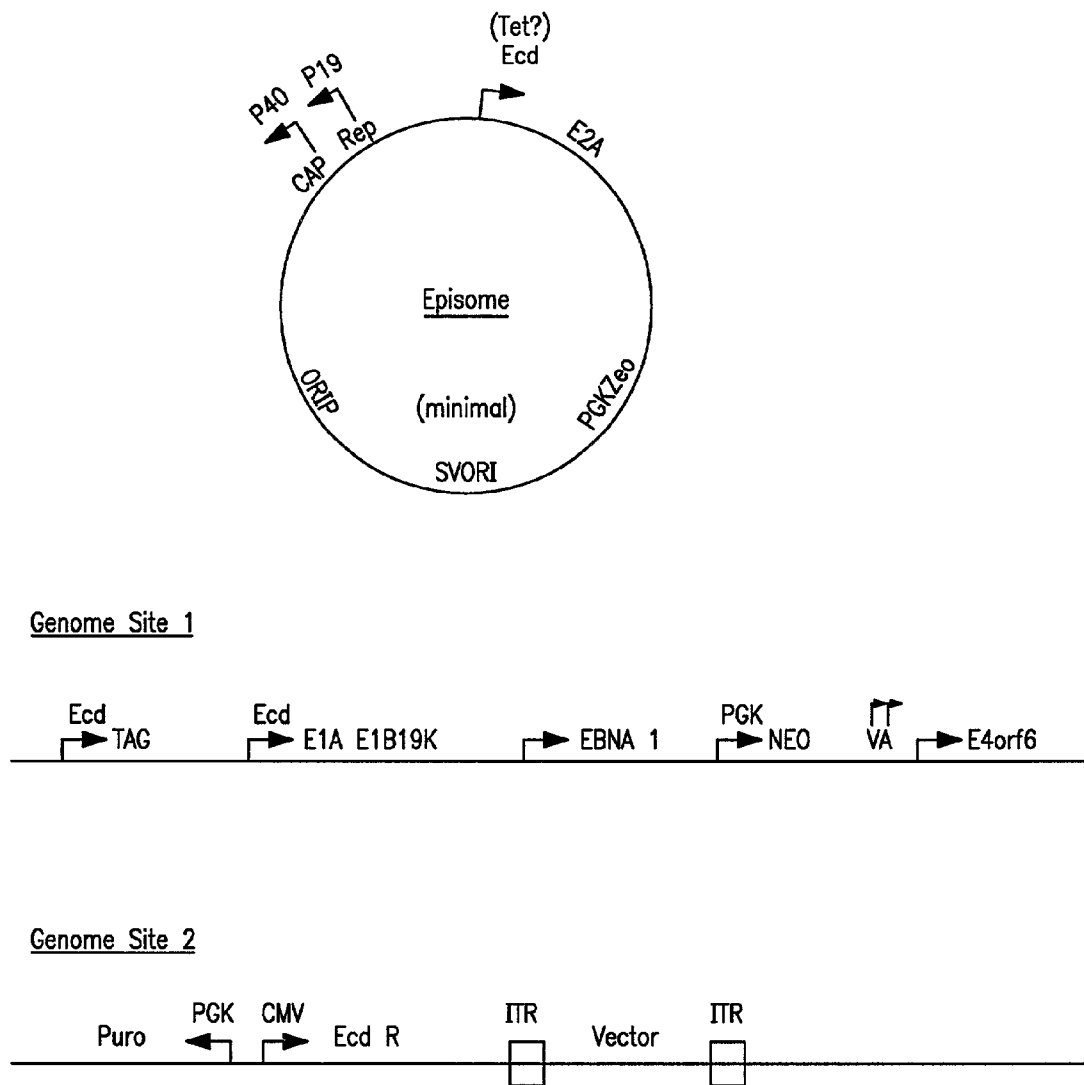 (Tet?)
Ecd
P19
P40
Rep
CAP
E2A
Episome
(minimal)
ORIP
PGKZeo
SVORI
Genome Site 1
Ecd TAG
Ecd E1A E1B19K
EBNA 1
PGK NEO
VA
E4orf6
Genome Site 2
Puro
PGK
CMV
Ecd R
ITR
Vector
ITR